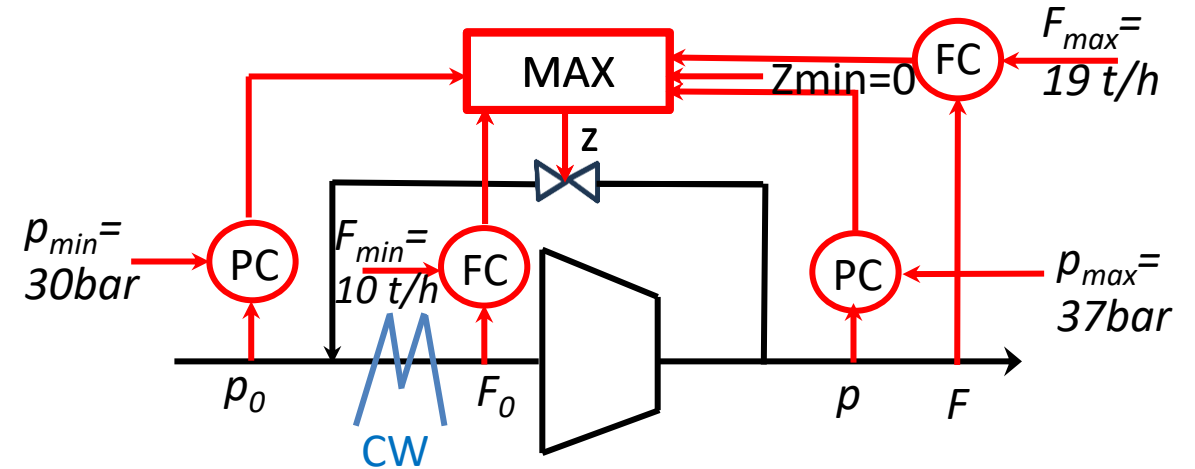 MAX
FC
F_max=
19 t/h
Zmin=0
z
p_min=
30bar
PC
F_min=
10 t/h
FC
PC
p_max=
37bar
p_0
F_0
p
F
CW